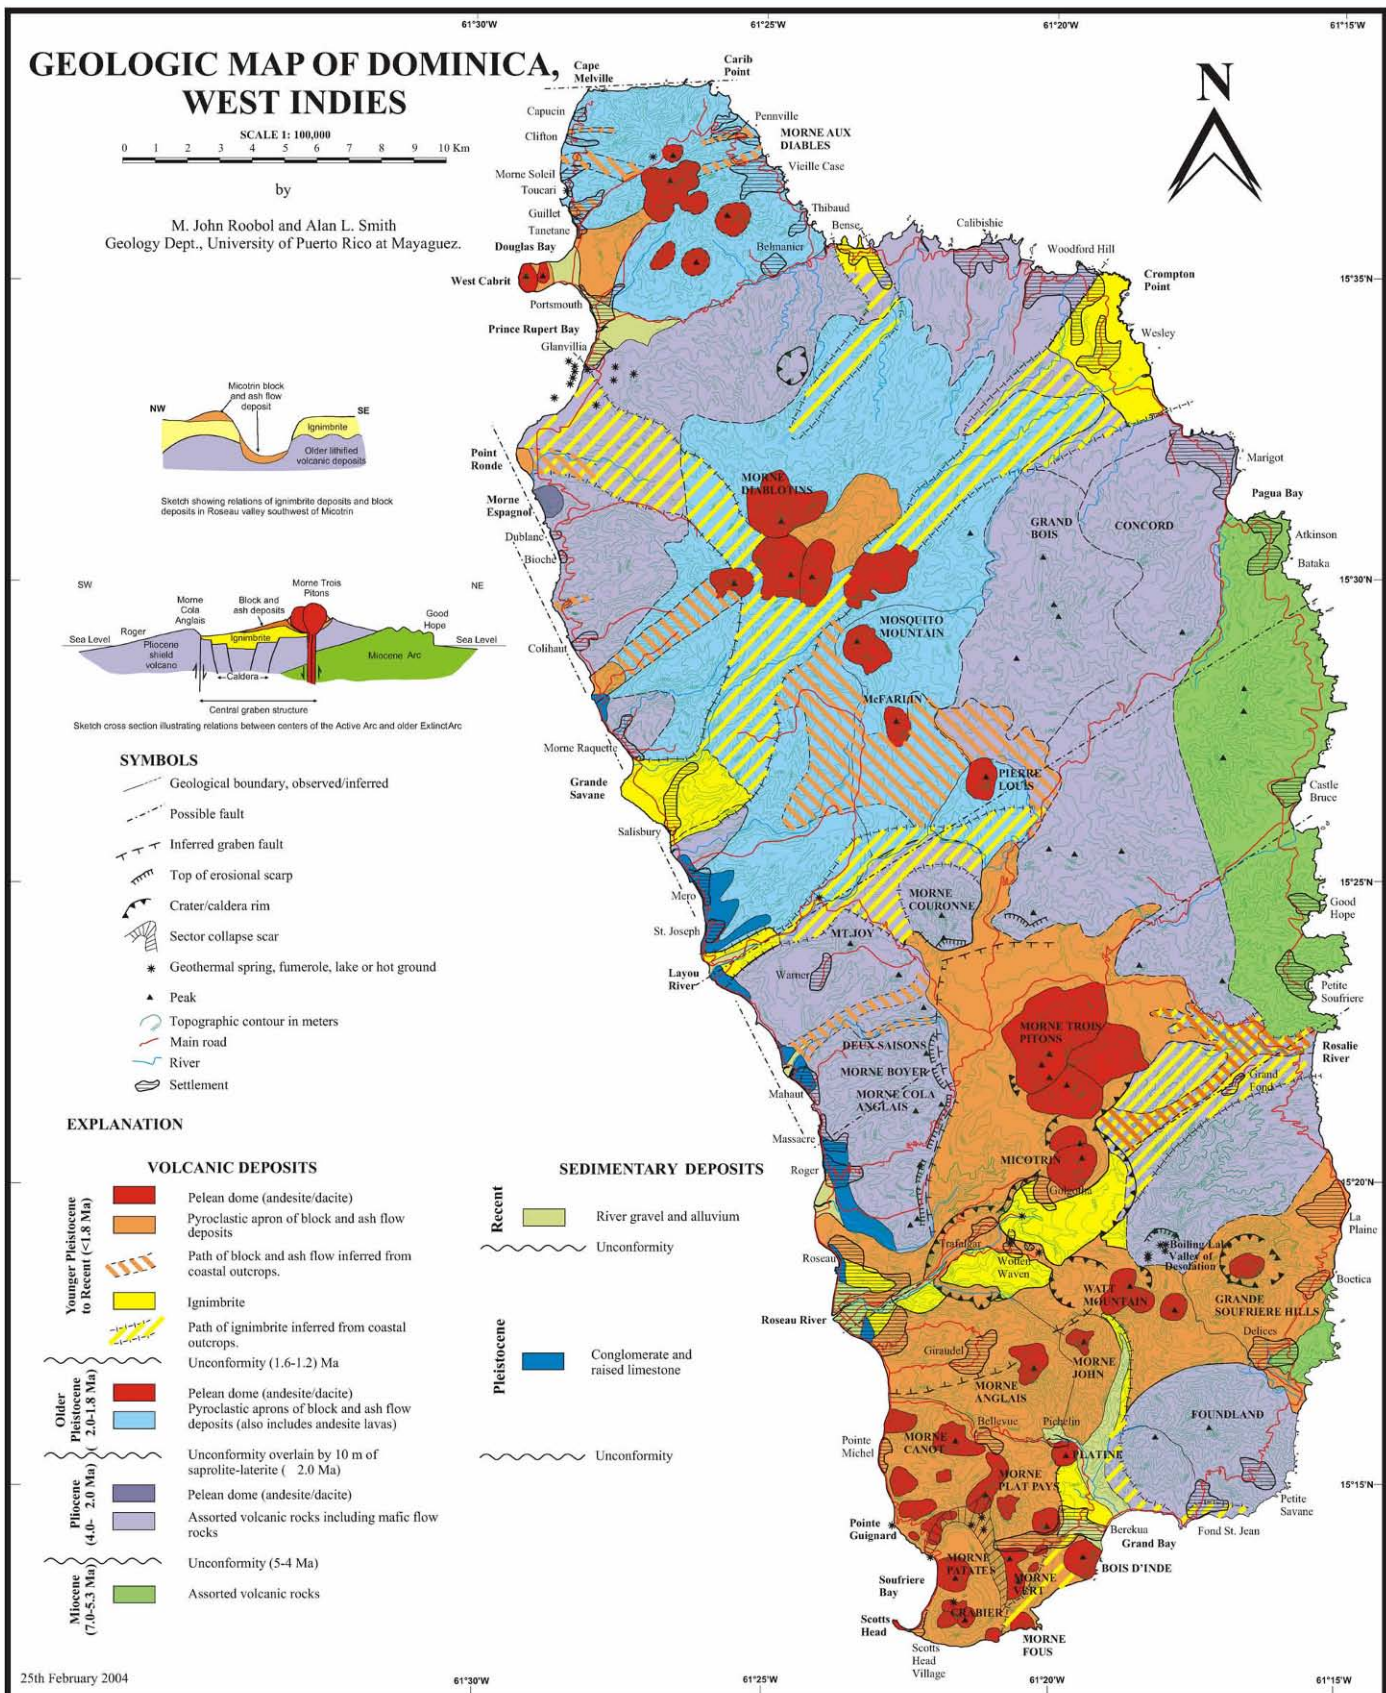 61°30'W
61°25'W
61°20'W
61°15'W
GEOLOGIC MAP OF DOMINICA,
WEST INDIES
SCALE 1: 100,000
0 1 2 3 4 5 6 7 8 9 10 Km
by
M. John Roobol and Alan L. Smith
Geology Dept., University of Puerto Rico at Mayaguez.
N
Cape
Melville
Carib
Point
Capucin
Clifton
Pennville
MORNE AUX
DIABLES
Morne Soleil
Toucari
Vieille Case
Guillet
Tanetane
Thibaud
Bense
Calibishie
Douglas Bay
Belmanier
Woodford Hill
West Cabrit
Crompton
Point
15°35'N
Portsmouth
Prince Rupert Bay
Wesley
Glanvillia
Point
Ronde
Marigot
MORNE
DIABLOTINS
Morne
Espagnol
Pagua Bay
GRAND
BOIS
CONCORD
Dublanc
Bioche
Atkinson
Bataka
15°30'N
MOSQUITO
MOUNTAIN
Colihaut
McFARLIN
Morne Raquette
PIERRE
LOUIS
Grande
Savane
Castle
Bruce
Salisbury
15°25'N
Mero
MORNE
COURONNE
Good
Hope
St. Joseph
MT.JOY
Layou
River
Warner
Petite
Soufriere
MORNE TROIS
PITONS
DEUX SAISONS
Rosalie
River
MORNE BOYER
Grand
Fond
Mahaut
MORNE COLA
ANGLAIS
Massacre
Roger
MICOTRIN
15°20'N
La
Plaine
Trafalgar
Roseau
Wotten
Waven
Boiling Lake
Valley of
Desolation
Boetica
WATT
MOUNTAIN
GRANDE
SOUFRIERE HILLS
Roseau River
Delices
Giraudel
MORNE
JOHN
MORNE
ANGLAIS
FOUNDLAND
Bellevue
Pichelin
Pointe
Michel
MORNE
CANOT
PLATINE
MORNE
PLAT PAYS
15°15'N
Petite
Savane
Pointe
Guignard
Berekua
Grand Bay
Fond St. Jean
MORNE
PATATES
BOIS D'INDE
Soufriere
Bay
MORNE
VERT
CRABIER
Scotts
Head
MORNE
FOUS
Scotts
Head
Village
NW
Micotrin block
and ash flow
deposit
SE
Ignimbrite
Older lithified
volcanic deposits
Sketch showing relations of ignimbrite deposits and block
deposits in Roseau valley southwest of Micotrin
SW
NE
Morne
Cola
Anglais
Block and
ash deposits
Morne Trois
Pitons
Good
Hope
Sea Level
Roger
Ignimbrite
Sea Level
Pliocene
shield
volcano
Miocene Arc
Caldera
Central graben structure
Sketch cross section illustrating relations between centers of the Active Arc and older ExtinctArc
SYMBOLS
Geological boundary, observed/inferred
Possible fault
Inferred graben fault
Top of erosional scarp
Crater/caldera rim
Sector collapse scar
Geothermal spring, fumerole, lake or hot ground
Peak
Topographic contour in meters
Main road
River
Settlement
EXPLANATION
VOLCANIC DEPOSITS
Younger Pleistocene
to Recent (<1.8 Ma)
Pelean dome (andesite/dacite)
Pyroclastic apron of block and ash flow
deposits
Path of block and ash flow inferred from
coastal outcrops.
Ignimbrite
Path of ignimbrite inferred from coastal
outcrops.
Unconformity (1.6-1.2) Ma
Older
Pleistocene
( 2.0-1.8 Ma)
Pelean dome (andesite/dacite)
Pyroclastic aprons of block and ash flow
deposits (also includes andesite lavas)
Unconformity overlain by 10 m of
saprolite-laterite ( 2.0 Ma)
Pliocene
(4.0- 2.0 Ma)
Pelean dome (andesite/dacite)
Assorted volcanic rocks including mafic flow
rocks
Unconformity (5-4 Ma)
Miocene
(7.0-5.3 Ma)
Assorted volcanic rocks
SEDIMENTARY DEPOSITS
Recent
River gravel and alluvium
Unconformity
Pleistocene
Conglomerate and
raised limestone
Unconformity
25th February 2004
61°30'W
61°25'W
61°20'W
61°15'W